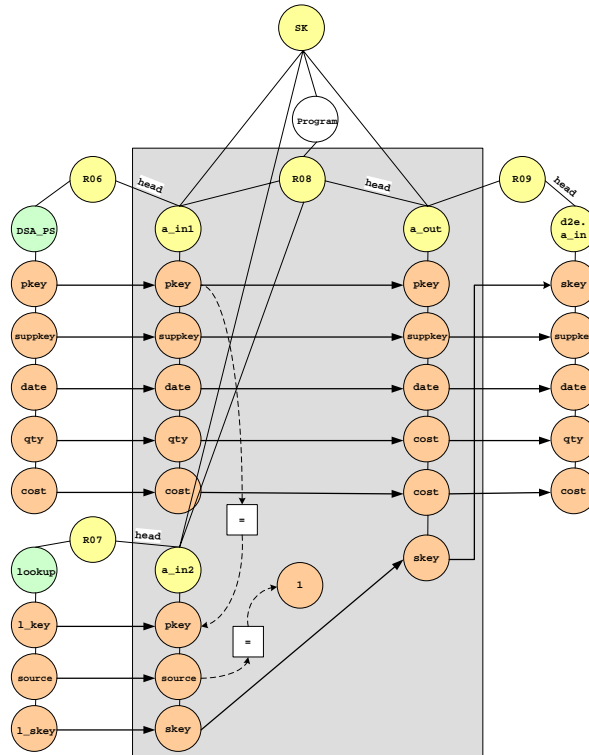 SK
Program
R06
head
R08
head
R09
head
DSA_PS
a_in1
a_out
d2e.
a_in
pkey
pkey
pkey
skey
suppkey
suppkey
suppkey
suppke
date
date
date
date
qty
qty
cost
qty
cost
cost
cost
cost
=
R07
head
skey
lookup
a_in2
1
l_key
pkey
=
source
source
l_skey
skey